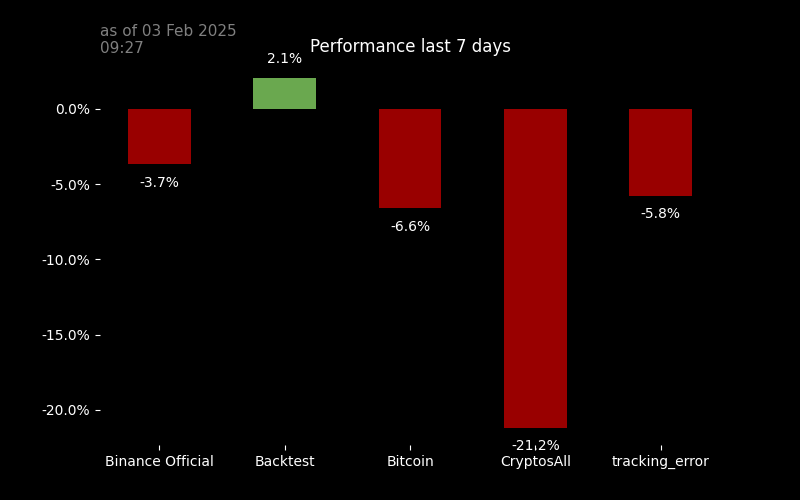 as of 03 Feb 2025
09:27
Performance last 7 days
2.1%
0.0%
-5.0%
-3.7%
-6.6%
-5.8%
-10.0%
-15.0%
-20.0%
-21.2%
Binance Official
Backtest
Bitcoin
CryptosAll
tracking_error